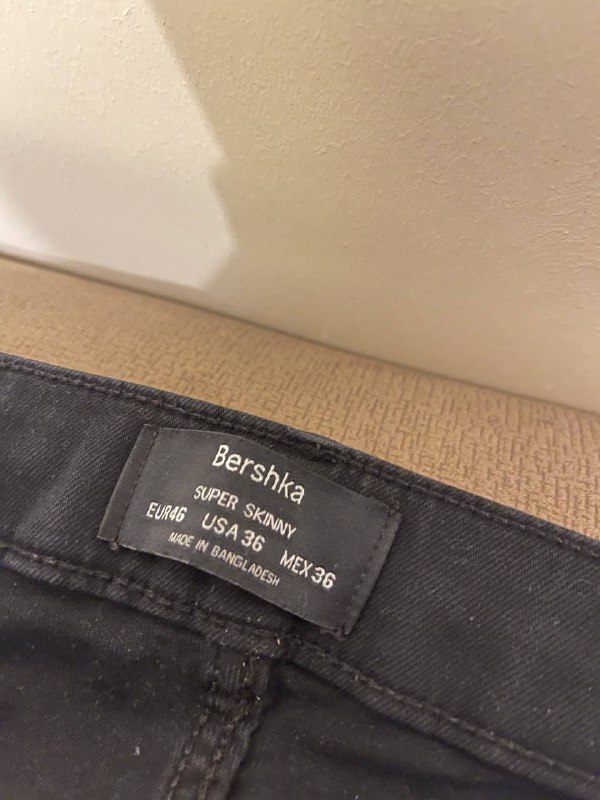 Bershka
SUPER SKINNY
EUR46 USA 36 MEX 36
MADE IN BANGLADESH